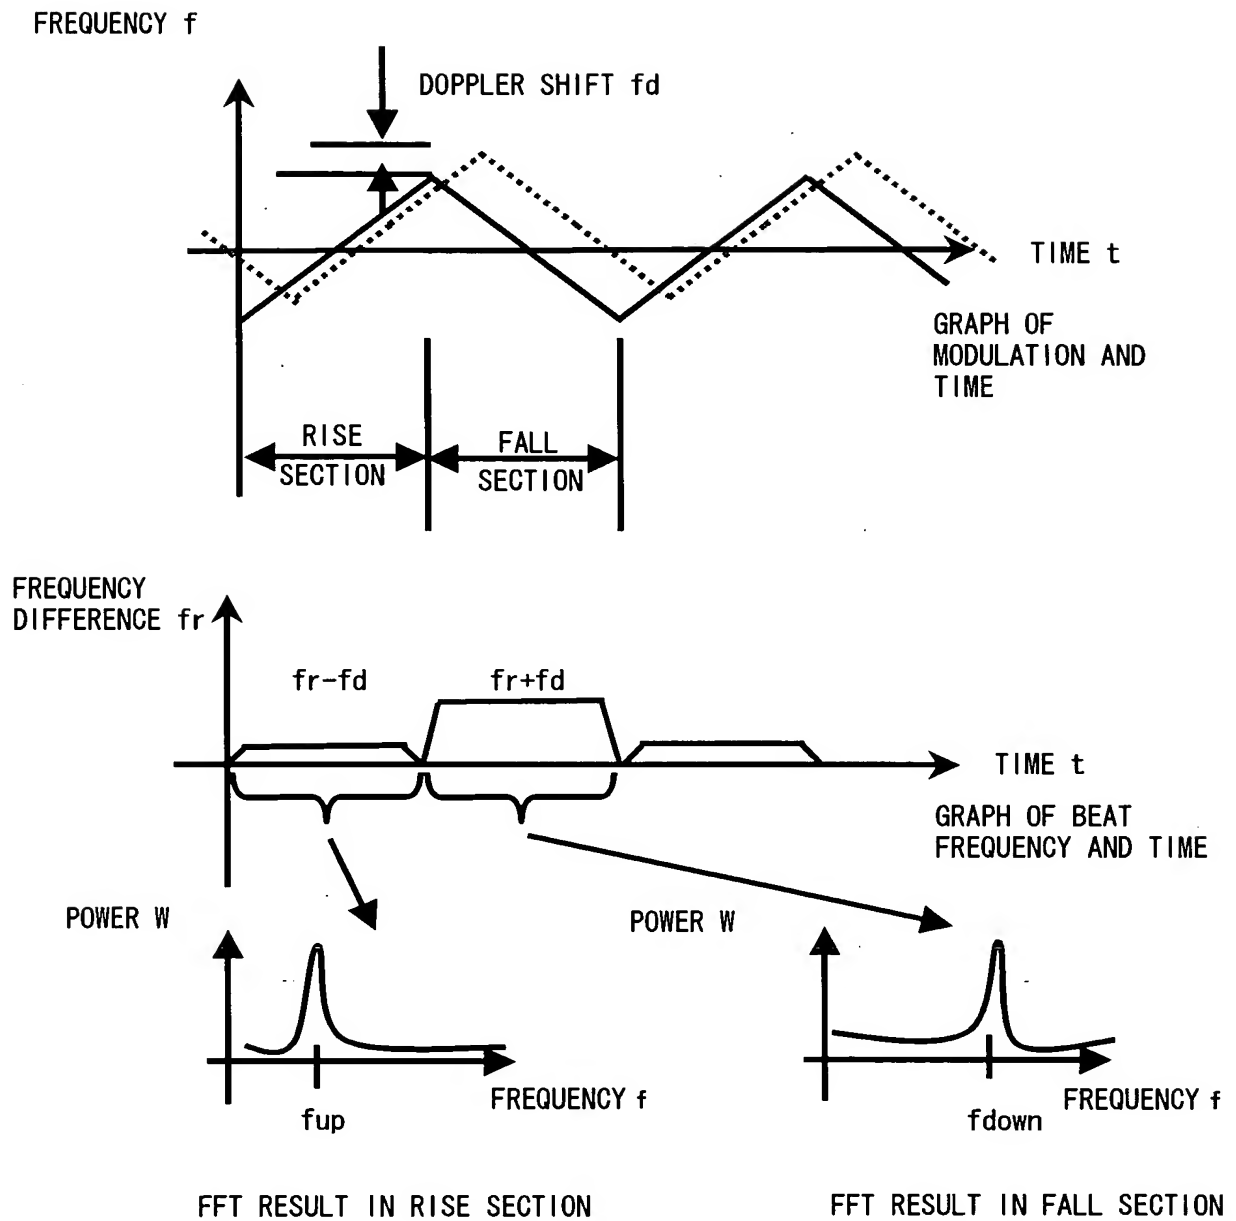 FREQUENCY f
DOPPLER SHIFT fd
TIME t
GRAPH OF
MODULATION AND
TIME
RISE
SECTION
FALL
SECTION
FREQUENCY
DIFFERENCE fr
fr-fd
fr+fd
TIME t
GRAPH OF BEAT
FREQUENCY AND TIME
POWER W
POWER W
FREQUENCY f
fup
FREQUENCY f
fdown
FFT RESULT IN RISE SECTION
FFT RESULT IN FALL SECTION